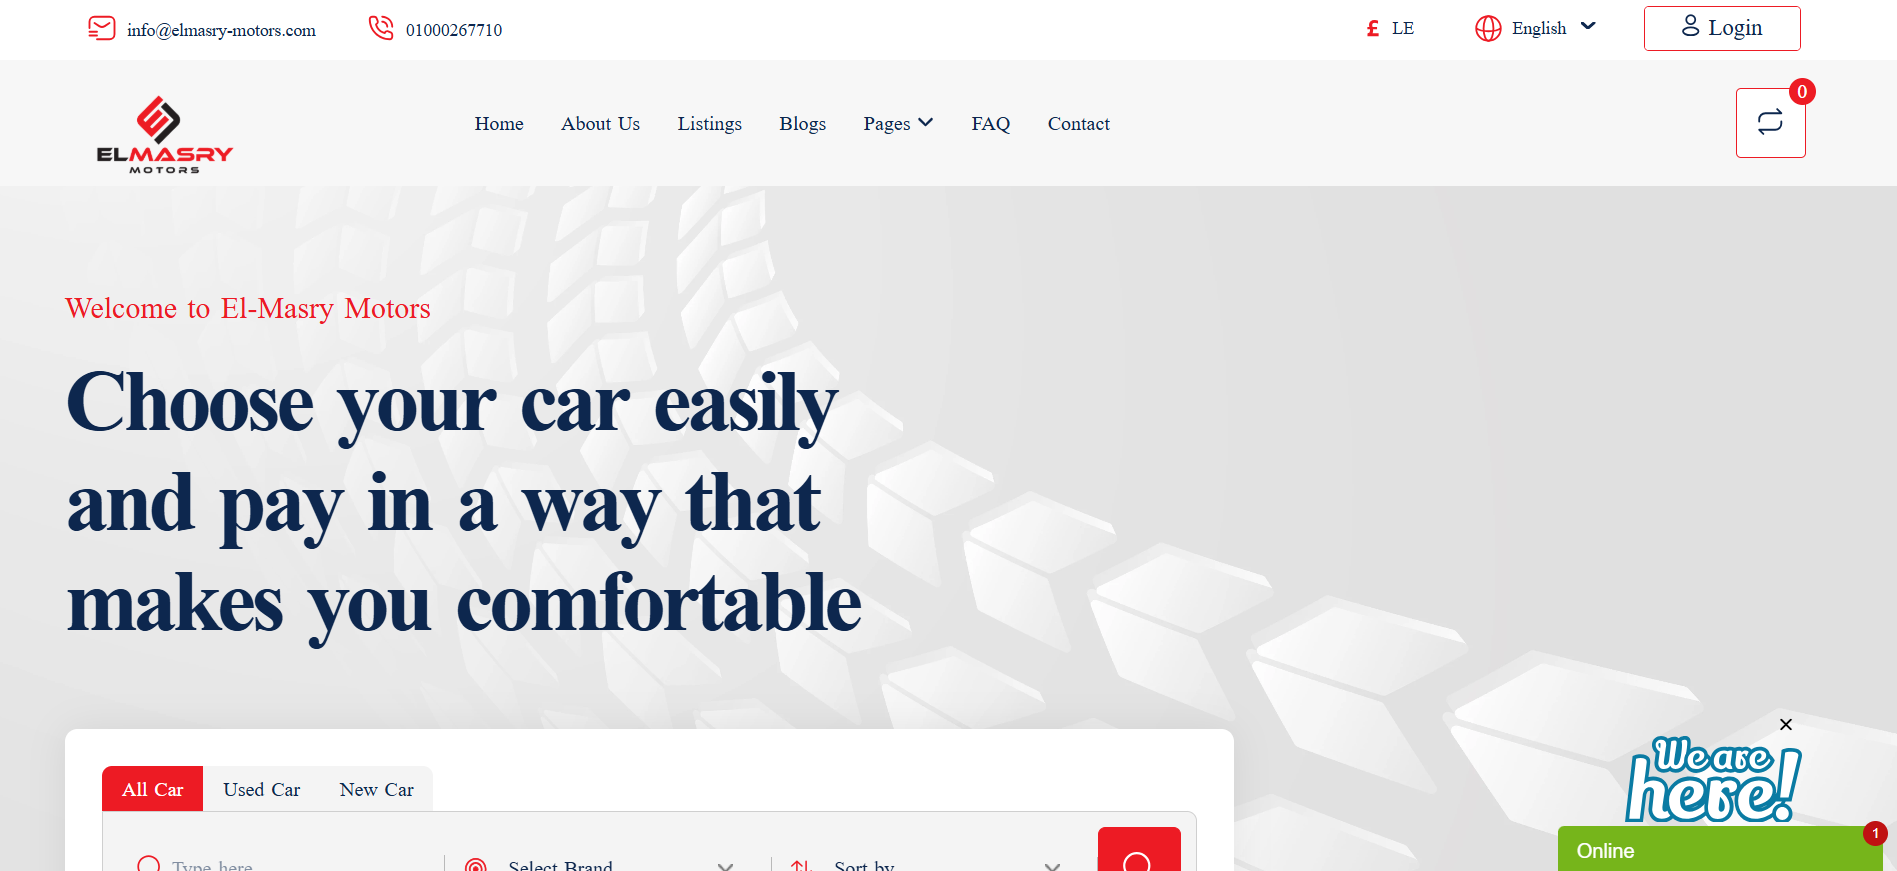 info@elmasry-motors.com
01000267710
£ LE
English
Login
ELMASRY
MOTORS
Home
About Us
Listings
Blogs
Pages
FAQ
Contact
0
Welcome to El-Masry Motors
Choose your car easily
and pay in a way that
makes you comfortable
We are
here!
All Car
Used Car
New Car
Type here
Select Brand
Sort by
Online
1